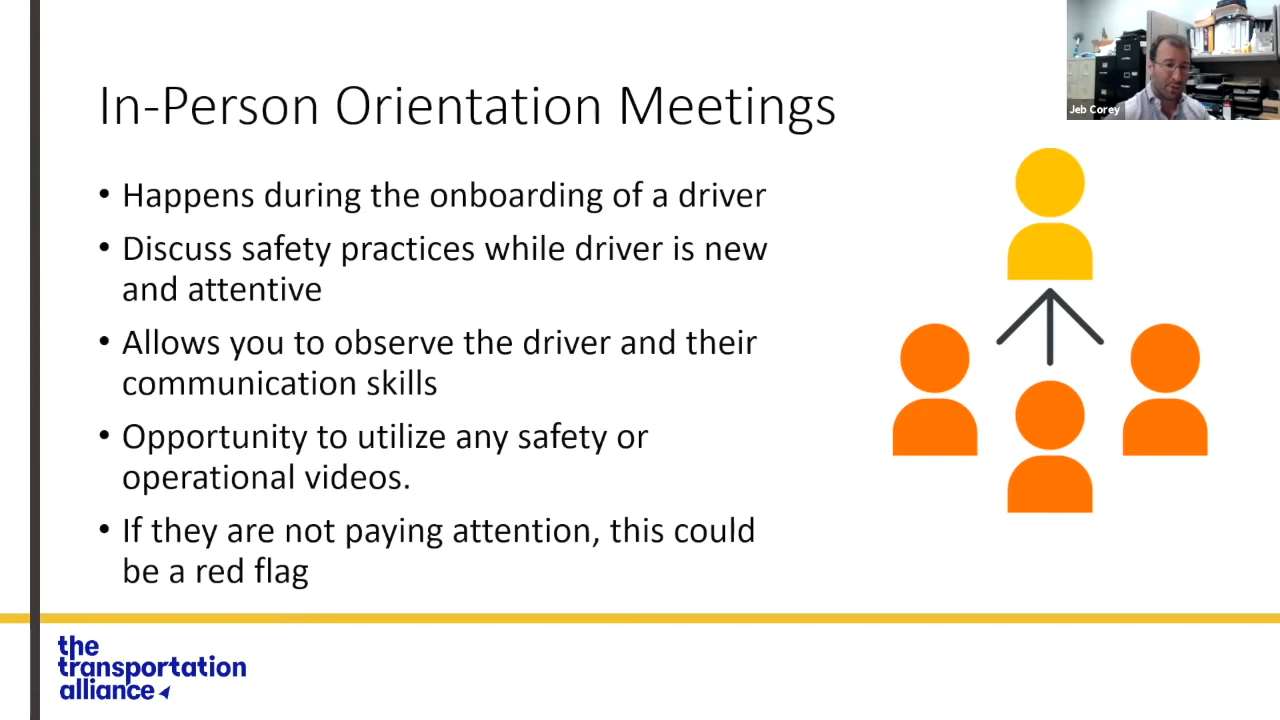 In-Person Orientation Meetings
Jeb Corey
• Happens during the onboarding of a driver
• Discuss safety practices while driver is new
and attentive
• Allows you to observe the driver and their
communication skills
• Opportunity to utilize any safety or
operational videos.
• If they are not paying attention, this could
be a red flag
the
transportation
alliance